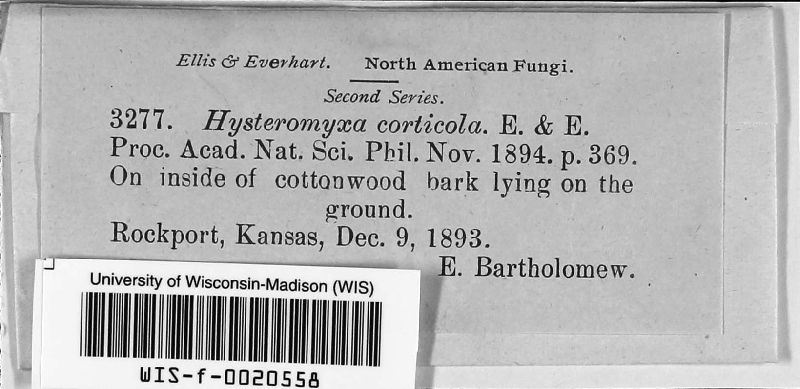 Ellis & Everhart. North American Fungi.
Second Series.
3277. Hysteromyxa corticola. E. & E.
Proc. Acad. Nat. Sci. Phil. Nov. 1894. p. 369.
On inside of cottonwood bark lying on the
ground.
Rockport, Kansas, Dec. 9, 1893.
E. Bartholomew.
University of Wisconsin-Madison (WIS)
WIS-f-0020558